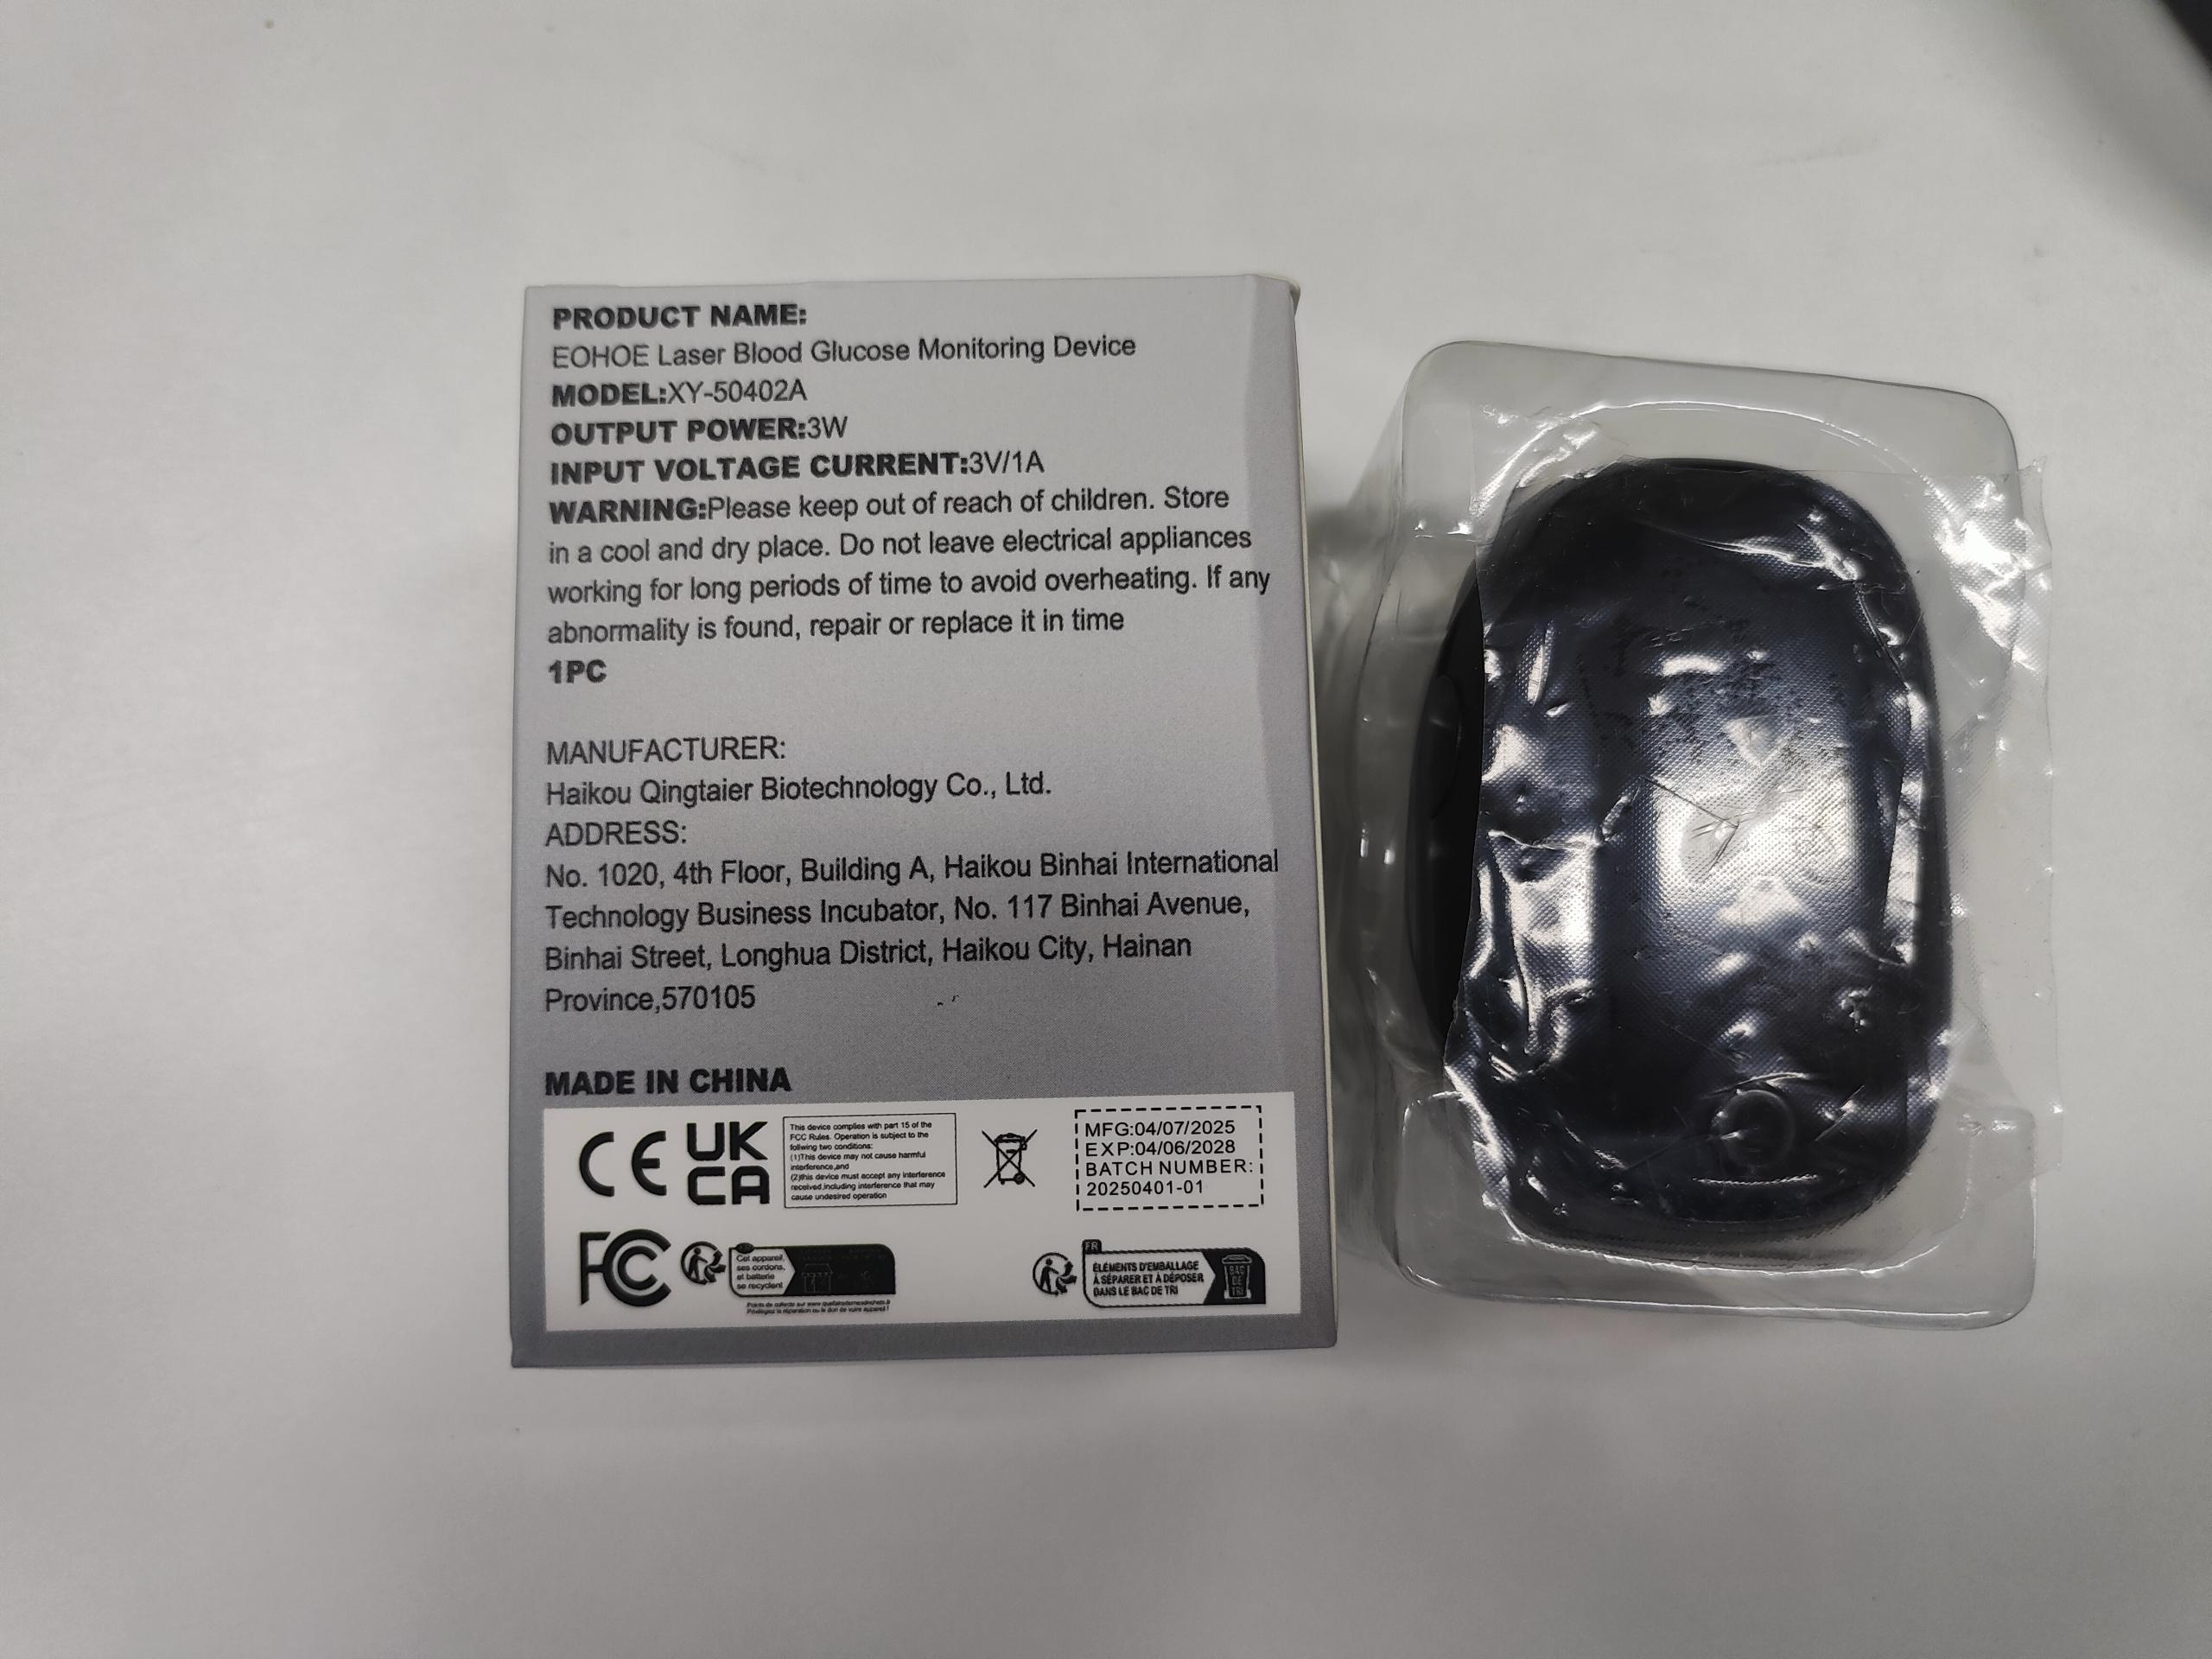 PRODUCT NAME:
EOHOE Laser Blood Glucose Monitoring Device
MODEL:XY-50402A
OUTPUT POWER:3W
INPUT VOLTAGE CURRENT:3V/1A
WARNING:Please keep out of reach of children. Store
in a cool and dry place. Do not leave electrical appliances
working for long periods of time to avoid overheating. If any
abnormality is found, repair or replace it in time
1PC
MANUFACTURER:
Haikou Qingtaier Biotechnology Co., Ltd.
ADDRESS:
No. 1020, 4th Floor, Building A, Haikou Binhai International
Technology Business Incubator, No. 117 Binhai Avenue,
Binhai Street, Longhua District, Haikou City, Hainan
Province,570105
MADE IN CHINA
CE
UK
CA
This device complies with part 15 of the
FCC Rules. Operation is subject to the
following two conditions:
(1)This device may not cause harmful
interference,and
(2)this device must accept any interference
received,including interference that may
cause undesired operation
MFG:04/07/2025
EXP:04/06/2028
BATCH NUMBER:
20250401-01
FC
Cet appareil,
ses cordons,
et batterie
se recyclent
FR
ÉLÉMENTS D'EMBALLAGE
À SÉPARER ET À DÉPOSER
DANS LE BAC DE TRI
BAC
DE
TRI